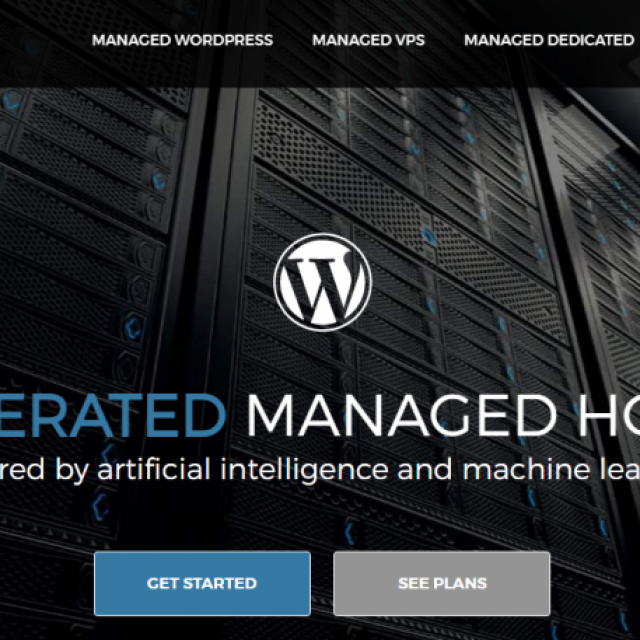 MANAGED WORDPRESS MANAGED VPS MANAGED DEDICATED
ERATED MANAGED HO
red by artificial intelligence and machine lea
GET STARTED SEE PLANS